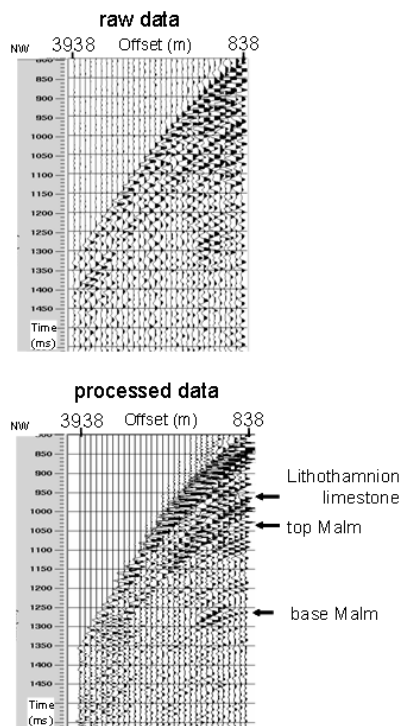 raw data
NW 3938 Offset (m) 838
800
850
900
950
1000
1050
1100
1150
1200
1250
1300
1350
1400
1450
Time
(ms)
processed data
NW 3938 Offset (m) 838
850
900
950
1000
1050
1100
1150
1200
1250
1300
1350
1400
1450
Time
(ms)
Lithothamnion
limestone
top Malm
base Malm